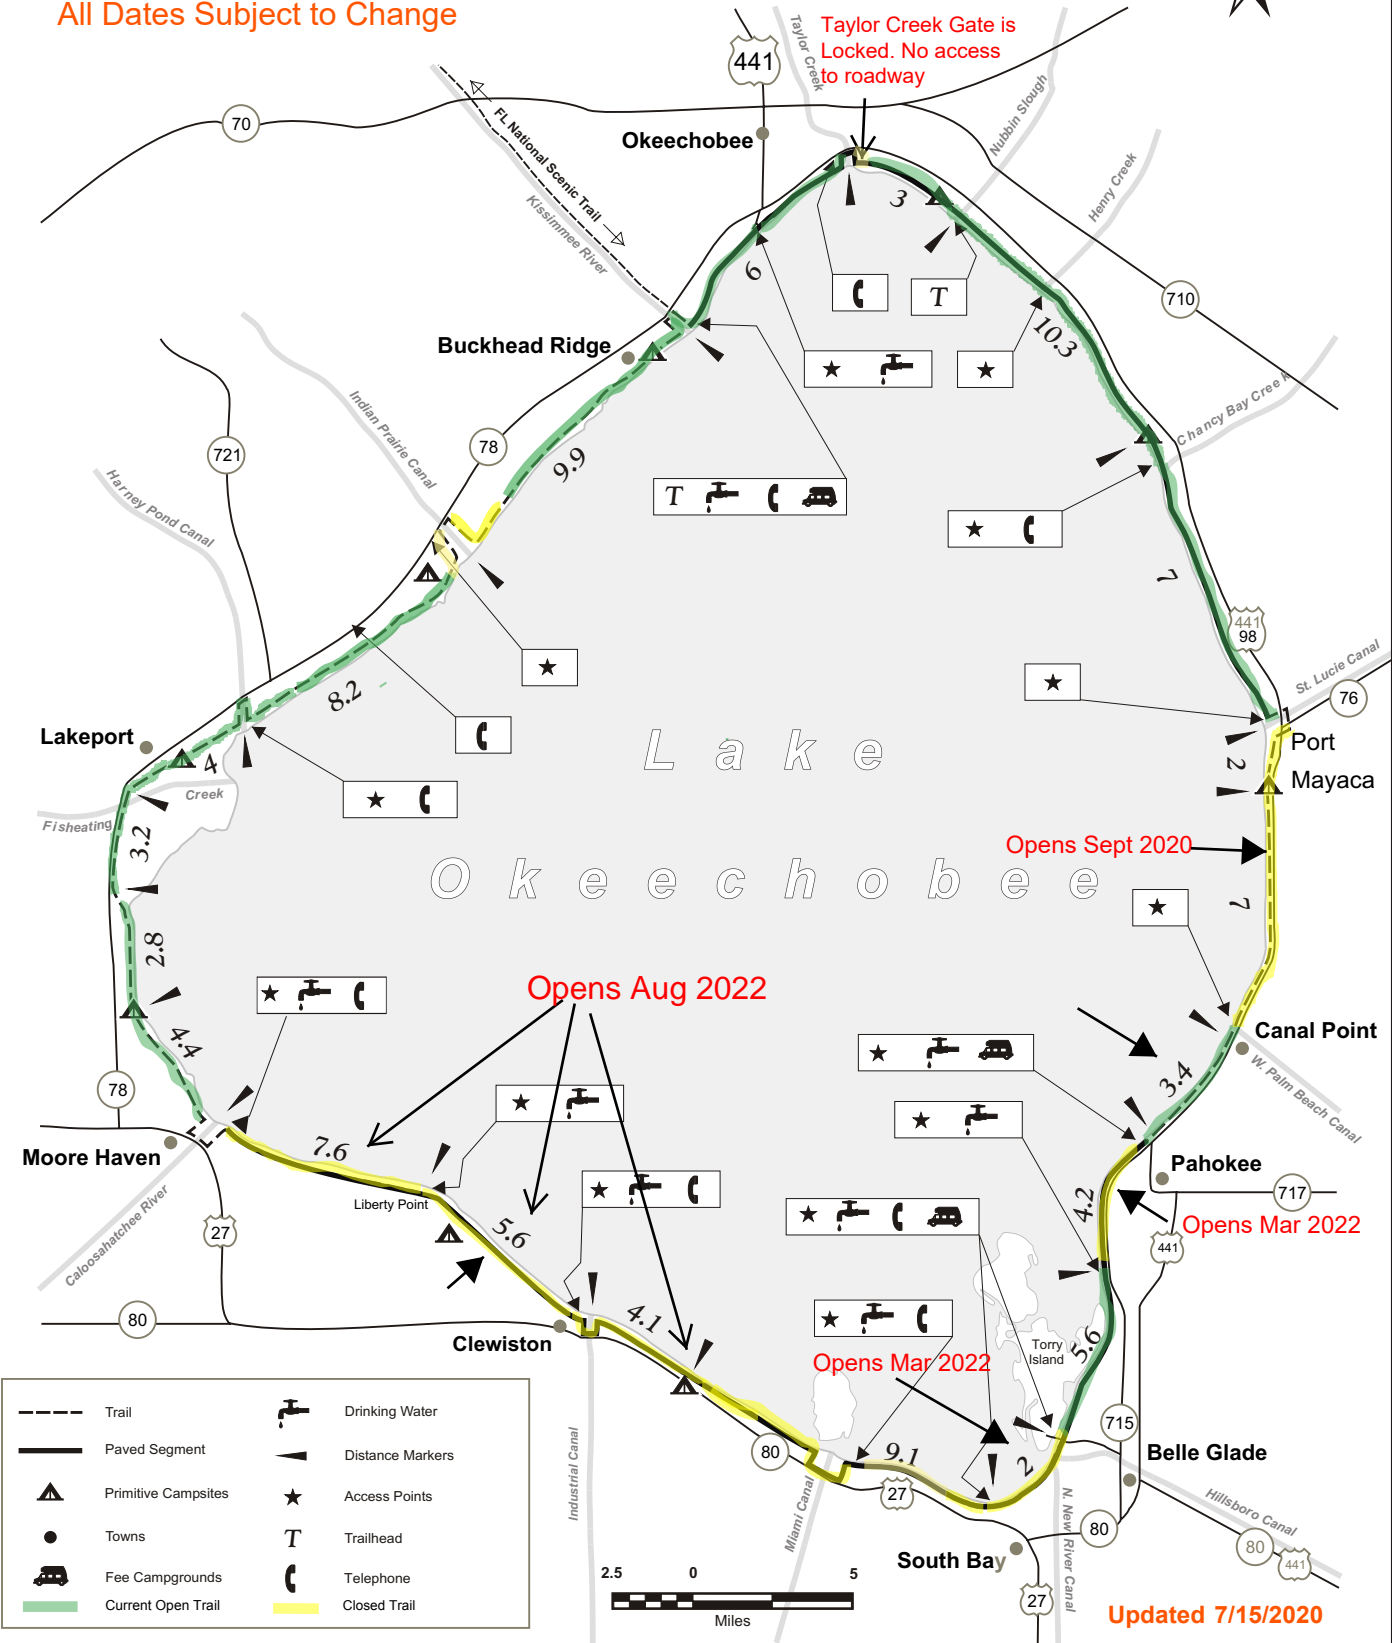 All Dates Subject to Change
Taylor Creek Gate is
Locked. No access
to roadway
Taylor Creek
441
70
FL National Scenic Trail
Okeechobee
Nubbin Slough
Kissimmee River
Henry Creek
3
6
T
710
Buckhead Ridge
10.3
Indian Prairie Canal
Chancy Bay Creek
78
721
9.9
Harney Pond Canal
T
7
441
98
St. Lucie Canal
76
8.2
Lakeport
Lake
Port
Mayaca
2
4
Creek
Fisheating
3.2
Opens Sept 2020
Okeechobee
7
2.8
Opens Aug 2022
Canal Point
4.4
3.4
W. Palm Beach Canal
78
Moore Haven
7.6
Pahokee
Liberty Point
717
4.2
Opens Mar 2022
Caloosahatchee River
27
5.6
441
80
4.1
Clewiston
Torry
Island
5.6
Opens Mar 2022
715
Belle Glade
80
9.1
2
27
Industrial Canal
Miami Canal
N. New River Canal
Hillsboro Canal
80
80
441
South Bay
27
Trail
Drinking Water
Paved Segment
Distance Markers
Primitive Campsites
Access Points
Towns
T
Trailhead
Fee Campgrounds
Telephone
Current Open Trail
Closed Trail
2.5 0 5
Miles
Updated 7/15/2020